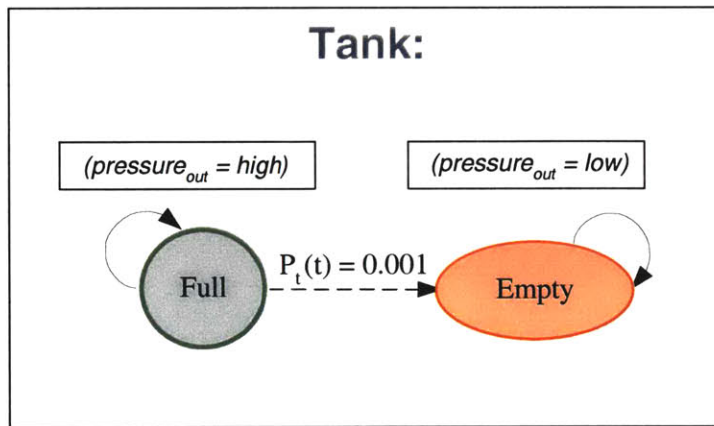 Tank:
(pressure_out = high)
(pressure_out = low)
Full
P_t(t) = 0.001
Empty